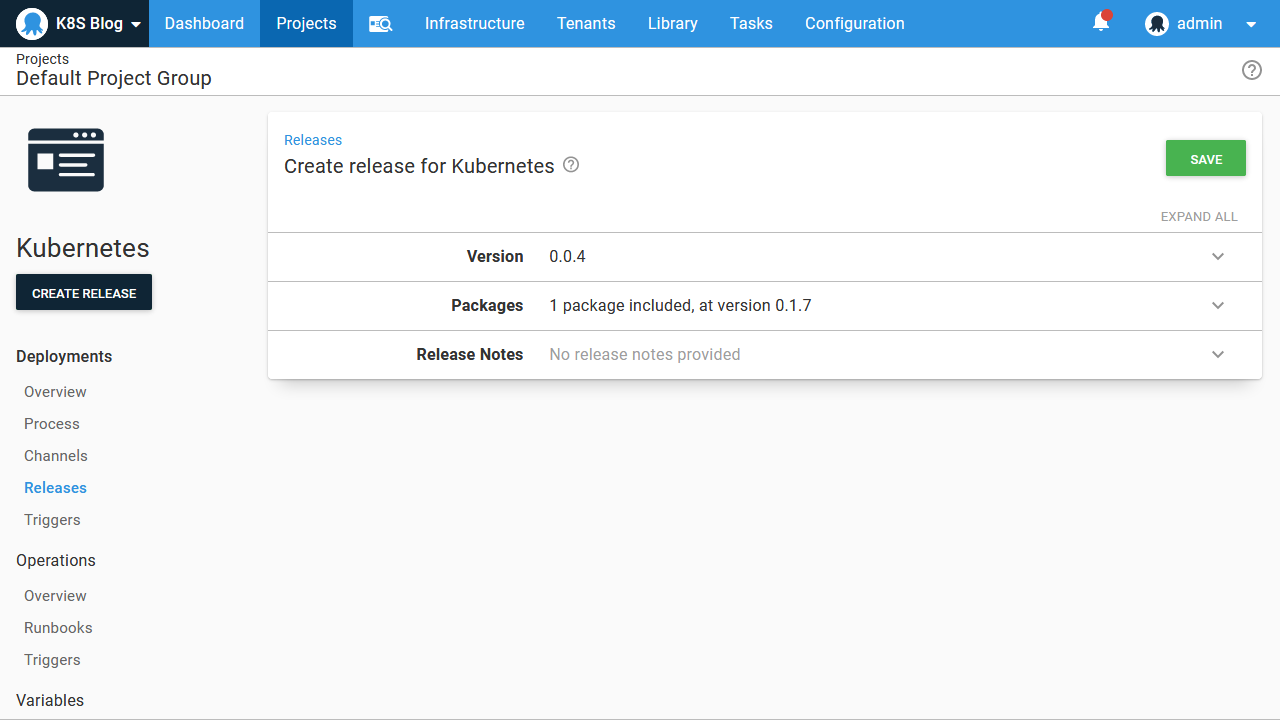 K8S Blog Dashboard Projects Infrastructure Tenants Library Tasks Configuration admin
Projects
Default Project Group
Kubernetes
CREATE RELEASE
Deployments
Overview
Process
Channels
Releases
Triggers
Operations
Overview
Runbooks
Triggers
Variables
Releases
Create release for Kubernetes
SAVE
EXPAND ALL
Version 0.0.4
Packages 1 package included, at version 0.1.7
Release Notes No release notes provided